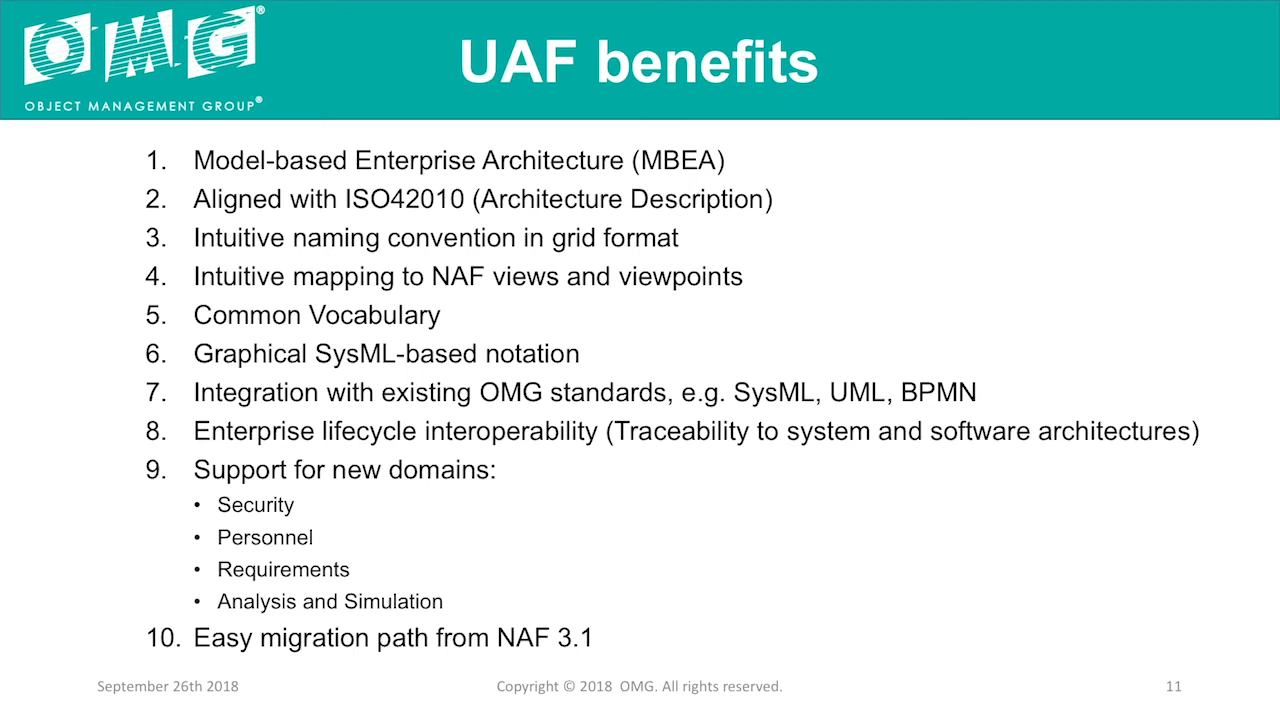 OMG®
OBJECT MANAGEMENT GROUP®
UAF benefits
1. Model-based Enterprise Architecture (MBEA)
2. Aligned with ISO42010 (Architecture Description)
3. Intuitive naming convention in grid format
4. Intuitive mapping to NAF views and viewpoints
5. Common Vocabulary
6. Graphical SysML-based notation
7. Integration with existing OMG standards, e.g. SysML, UML, BPMN
8. Enterprise lifecycle interoperability (Traceability to system and software architectures)
9. Support for new domains:
• Security
• Personnel
• Requirements
• Analysis and Simulation
10. Easy migration path from NAF 3.1
September 26th 2018 Copyright © 2018 OMG. All rights reserved. 11